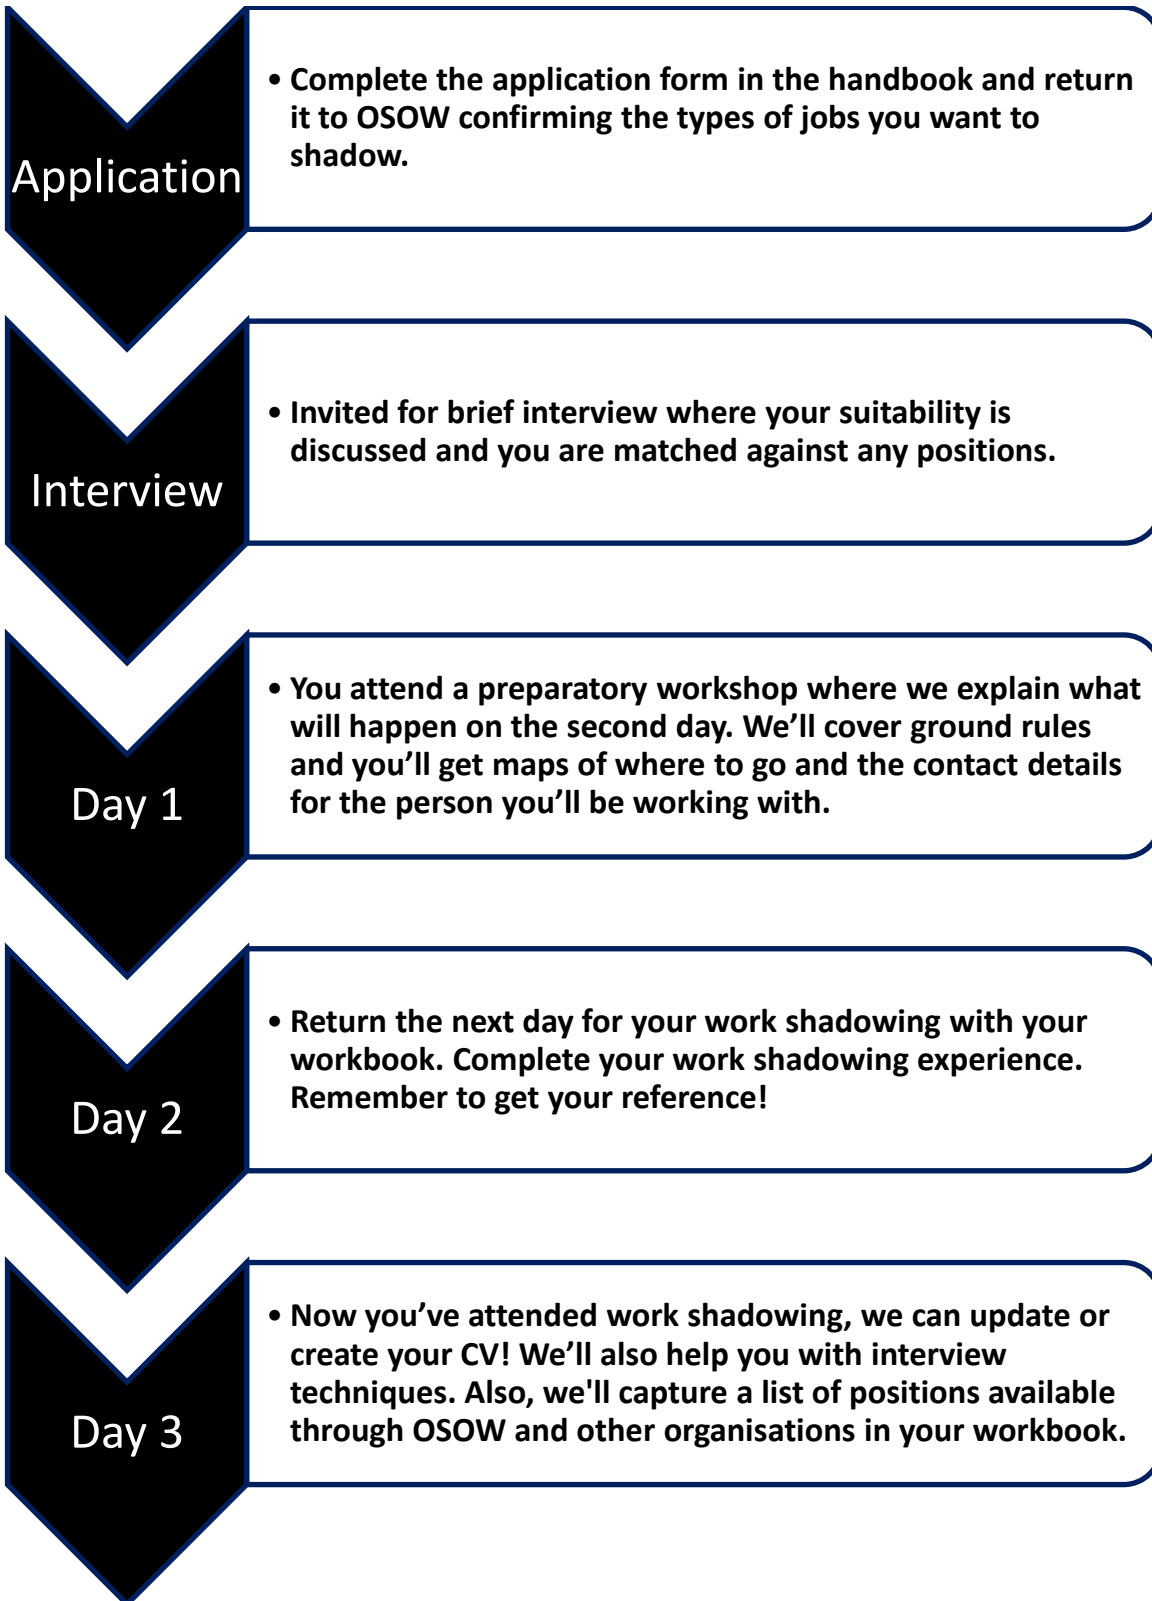 Application
• Complete the application form in the handbook and return
it to OSOW confirming the types of jobs you want to
shadow.
Interview
• Invited for brief interview where your suitability is
discussed and you are matched against any positions.
Day 1
• You attend a preparatory workshop where we explain what
will happen on the second day. We’ll cover ground rules
and you’ll get maps of where to go and the contact details
for the person you’ll be working with.
Day 2
• Return the next day for your work shadowing with your
workbook. Complete your work shadowing experience.
Remember to get your reference!
Day 3
• Now you’ve attended work shadowing, we can update or
create your CV! We’ll also help you with interview
techniques. Also, we'll capture a list of positions available
through OSOW and other organisations in your workbook.